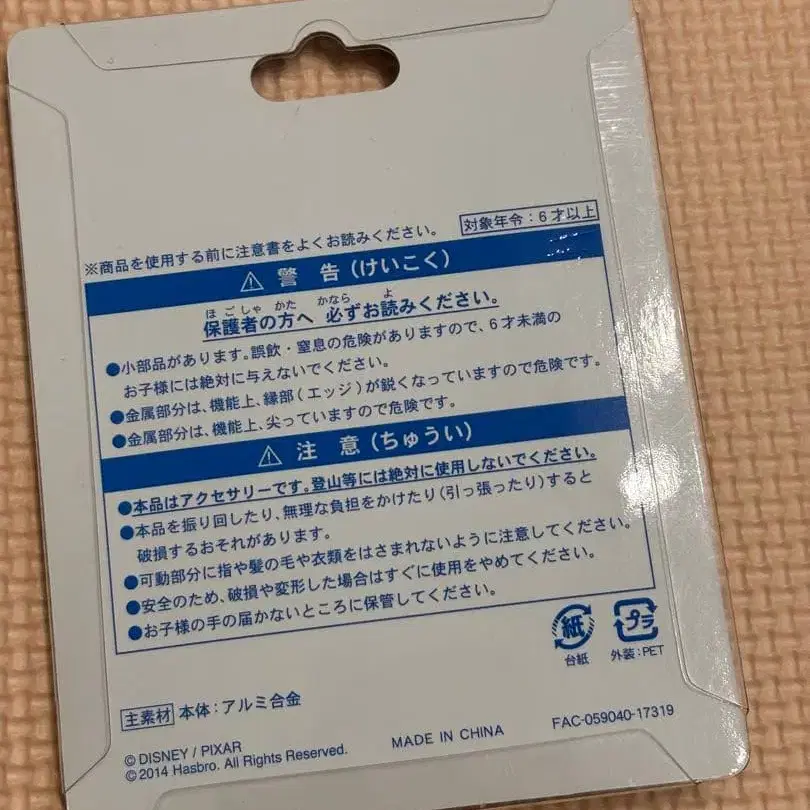 対象年令：6才以上
※商品を使用する前に注意書をよくお読みください。
⚠ 警 告（けいこく）
ほごしゃ かた かなら よ
保護者の方へ 必ずお読みください。
●小部品があります。誤飲・窒息の危険がありますので、6才未満の
お子様には絶対に与えないでください。
●金属部分は、機能上、縁部（エッジ）が鋭くなっていますので危険です。
●金属部分は、機能上、尖っていますので危険です。
⚠ 注 意（ちゅうい）
●本品はアクセサリーです。登山等には絶対に使用しないでください。
●本品を振り回したり、無理な負担をかけたり（引っ張ったり）すると
破損するおそれがあります。
●可動部分に指や髪の毛や衣類をはさまれないように注意してください。
●安全のため、破損や変形した場合はすぐに使用をやめてください。
●お子様の手の届かないところに保管してください。
紙 プラ
台紙 外装：PET
主素材 本体：アルミ合金
©DISNEY / PIXAR
©2014 Hasbro. All Rights Reserved.
MADE IN CHINA
FAC-059040-17319